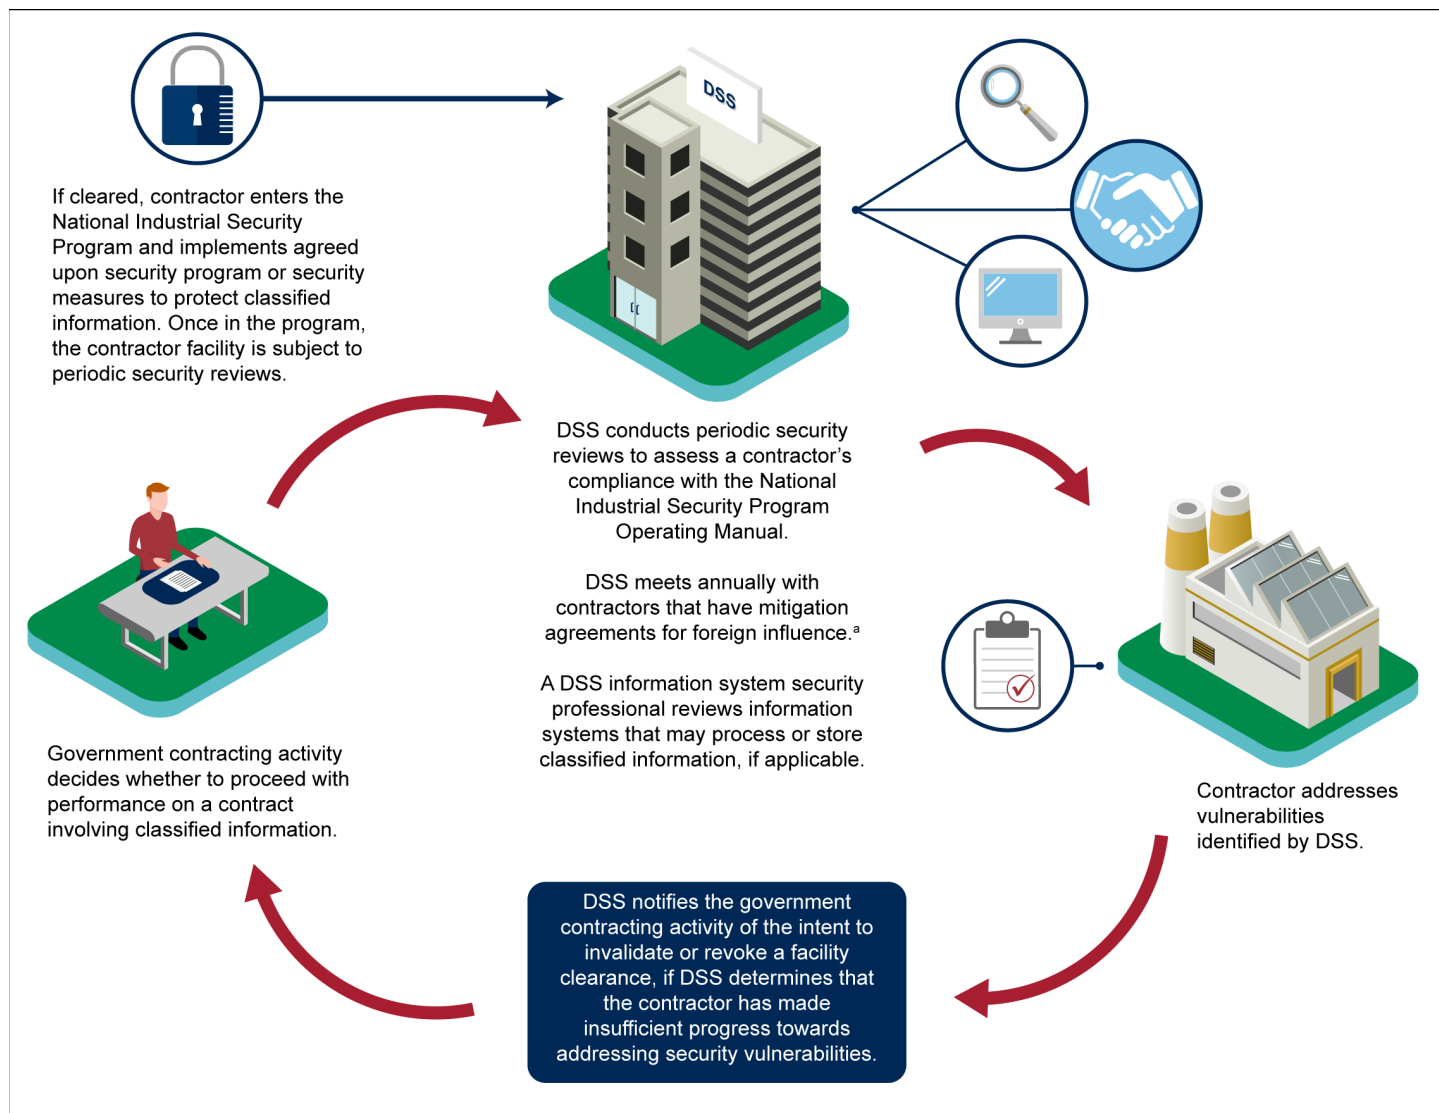 DSS
If cleared, contractor enters the
National Industrial Security
Program and implements agreed
upon security program or security
measures to protect classified
information. Once in the program,
the contractor facility is subject to
periodic security reviews.
DSS conducts periodic security
reviews to assess a contractor’s
compliance with the National
Industrial Security Program
Operating Manual.
DSS meets annually with
contractors that have mitigation
agreements for foreign influence.ª
A DSS information system security
professional reviews information
systems that may process or store
classified information, if applicable.
Contractor addresses
vulnerabilities
identified by DSS.
DSS notifies the government
contracting activity of the intent to
invalidate or revoke a facility
clearance, if DSS determines that
the contractor has made
insufficient progress towards
addressing security vulnerabilities.
Government contracting activity
decides whether to proceed with
performance on a contract
involving classified information.